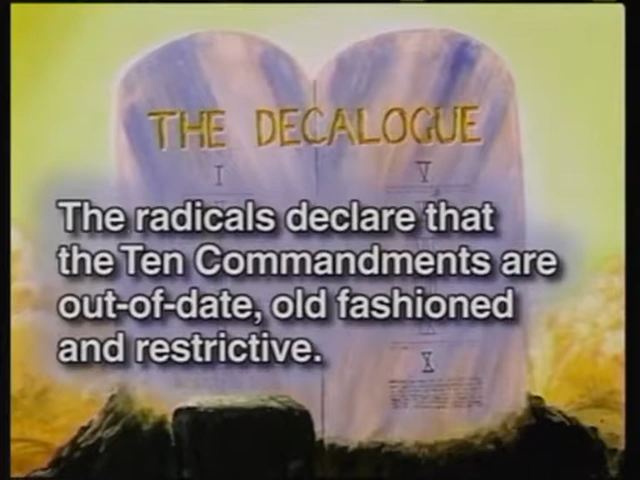 THE DECALOGUE
I
V
The radicals declare that
the Ten Commandments are
out-of-date, old fashioned
and restrictive.
X